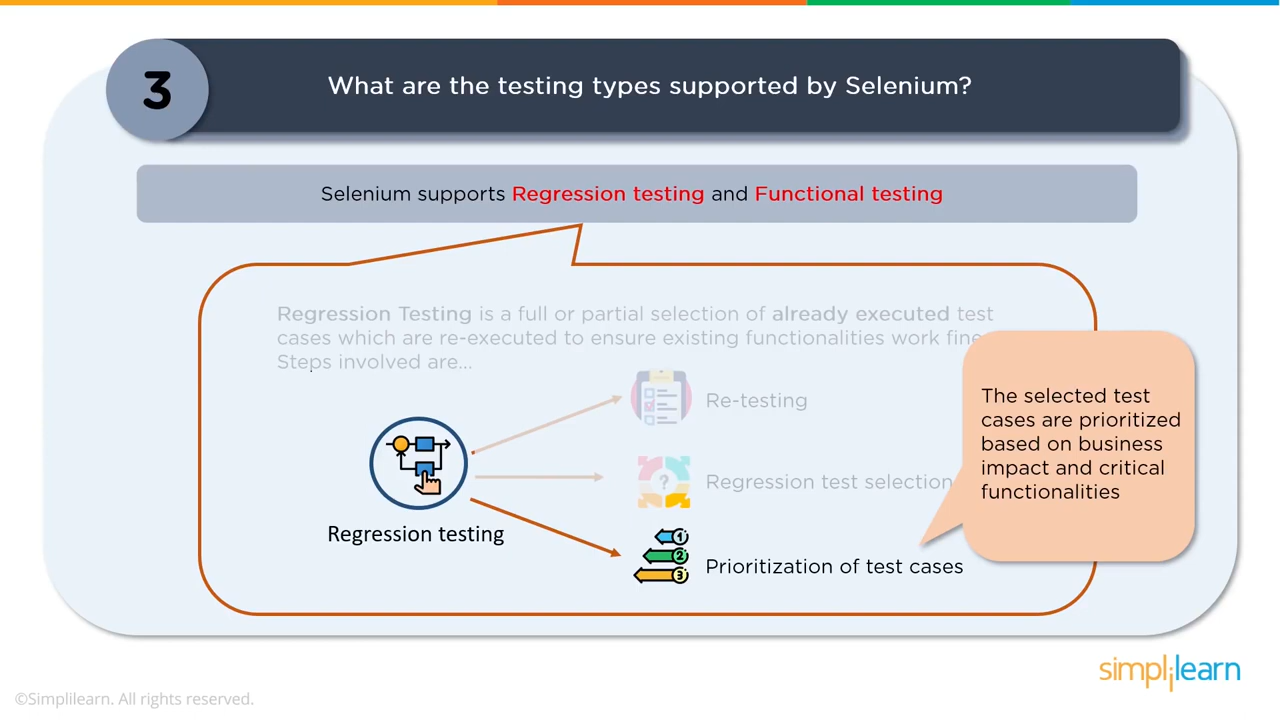 3
What are the testing types supported by Selenium?
Selenium supports Regression testing and Functional testing
Regression Testing is a full or partial selection of already executed test
cases which are re-executed to ensure existing functionalities work fine
Steps involved are...
Re-testing
Regression test selection
Prioritization of test cases
Regression testing
1
2
3
?
The selected test
cases are prioritized
based on business
impact and critical
functionalities
simplilearn
©Simplilearn. All rights reserved.